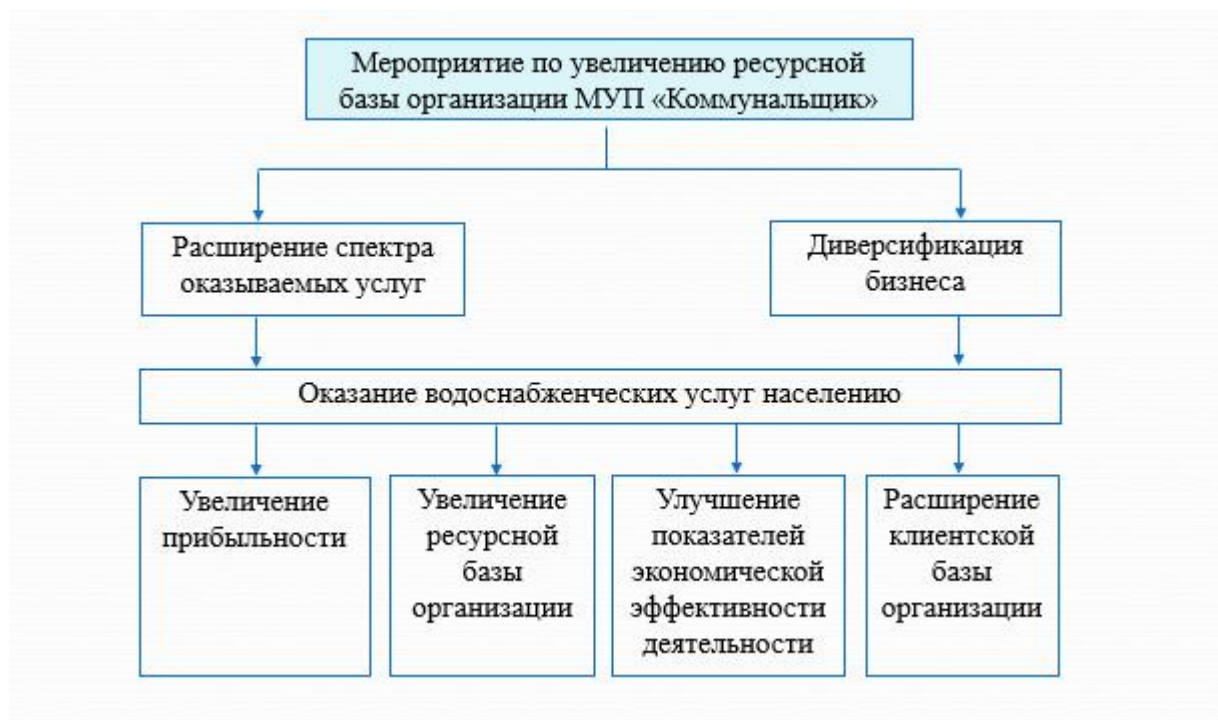 Мероприятие по увеличению ресурсной
базы организации МУП «Коммунальщик»
Расширение спектра
оказываемых услуг
Диверсификация
бизнеса
Оказание водоснабженческих услуг населению
Увеличение
прибыльности
Увеличение
ресурсной
базы
организации
Улучшение
показателей
экономической
эффективности
деятельности
Расширение
клиентской
базы
организации